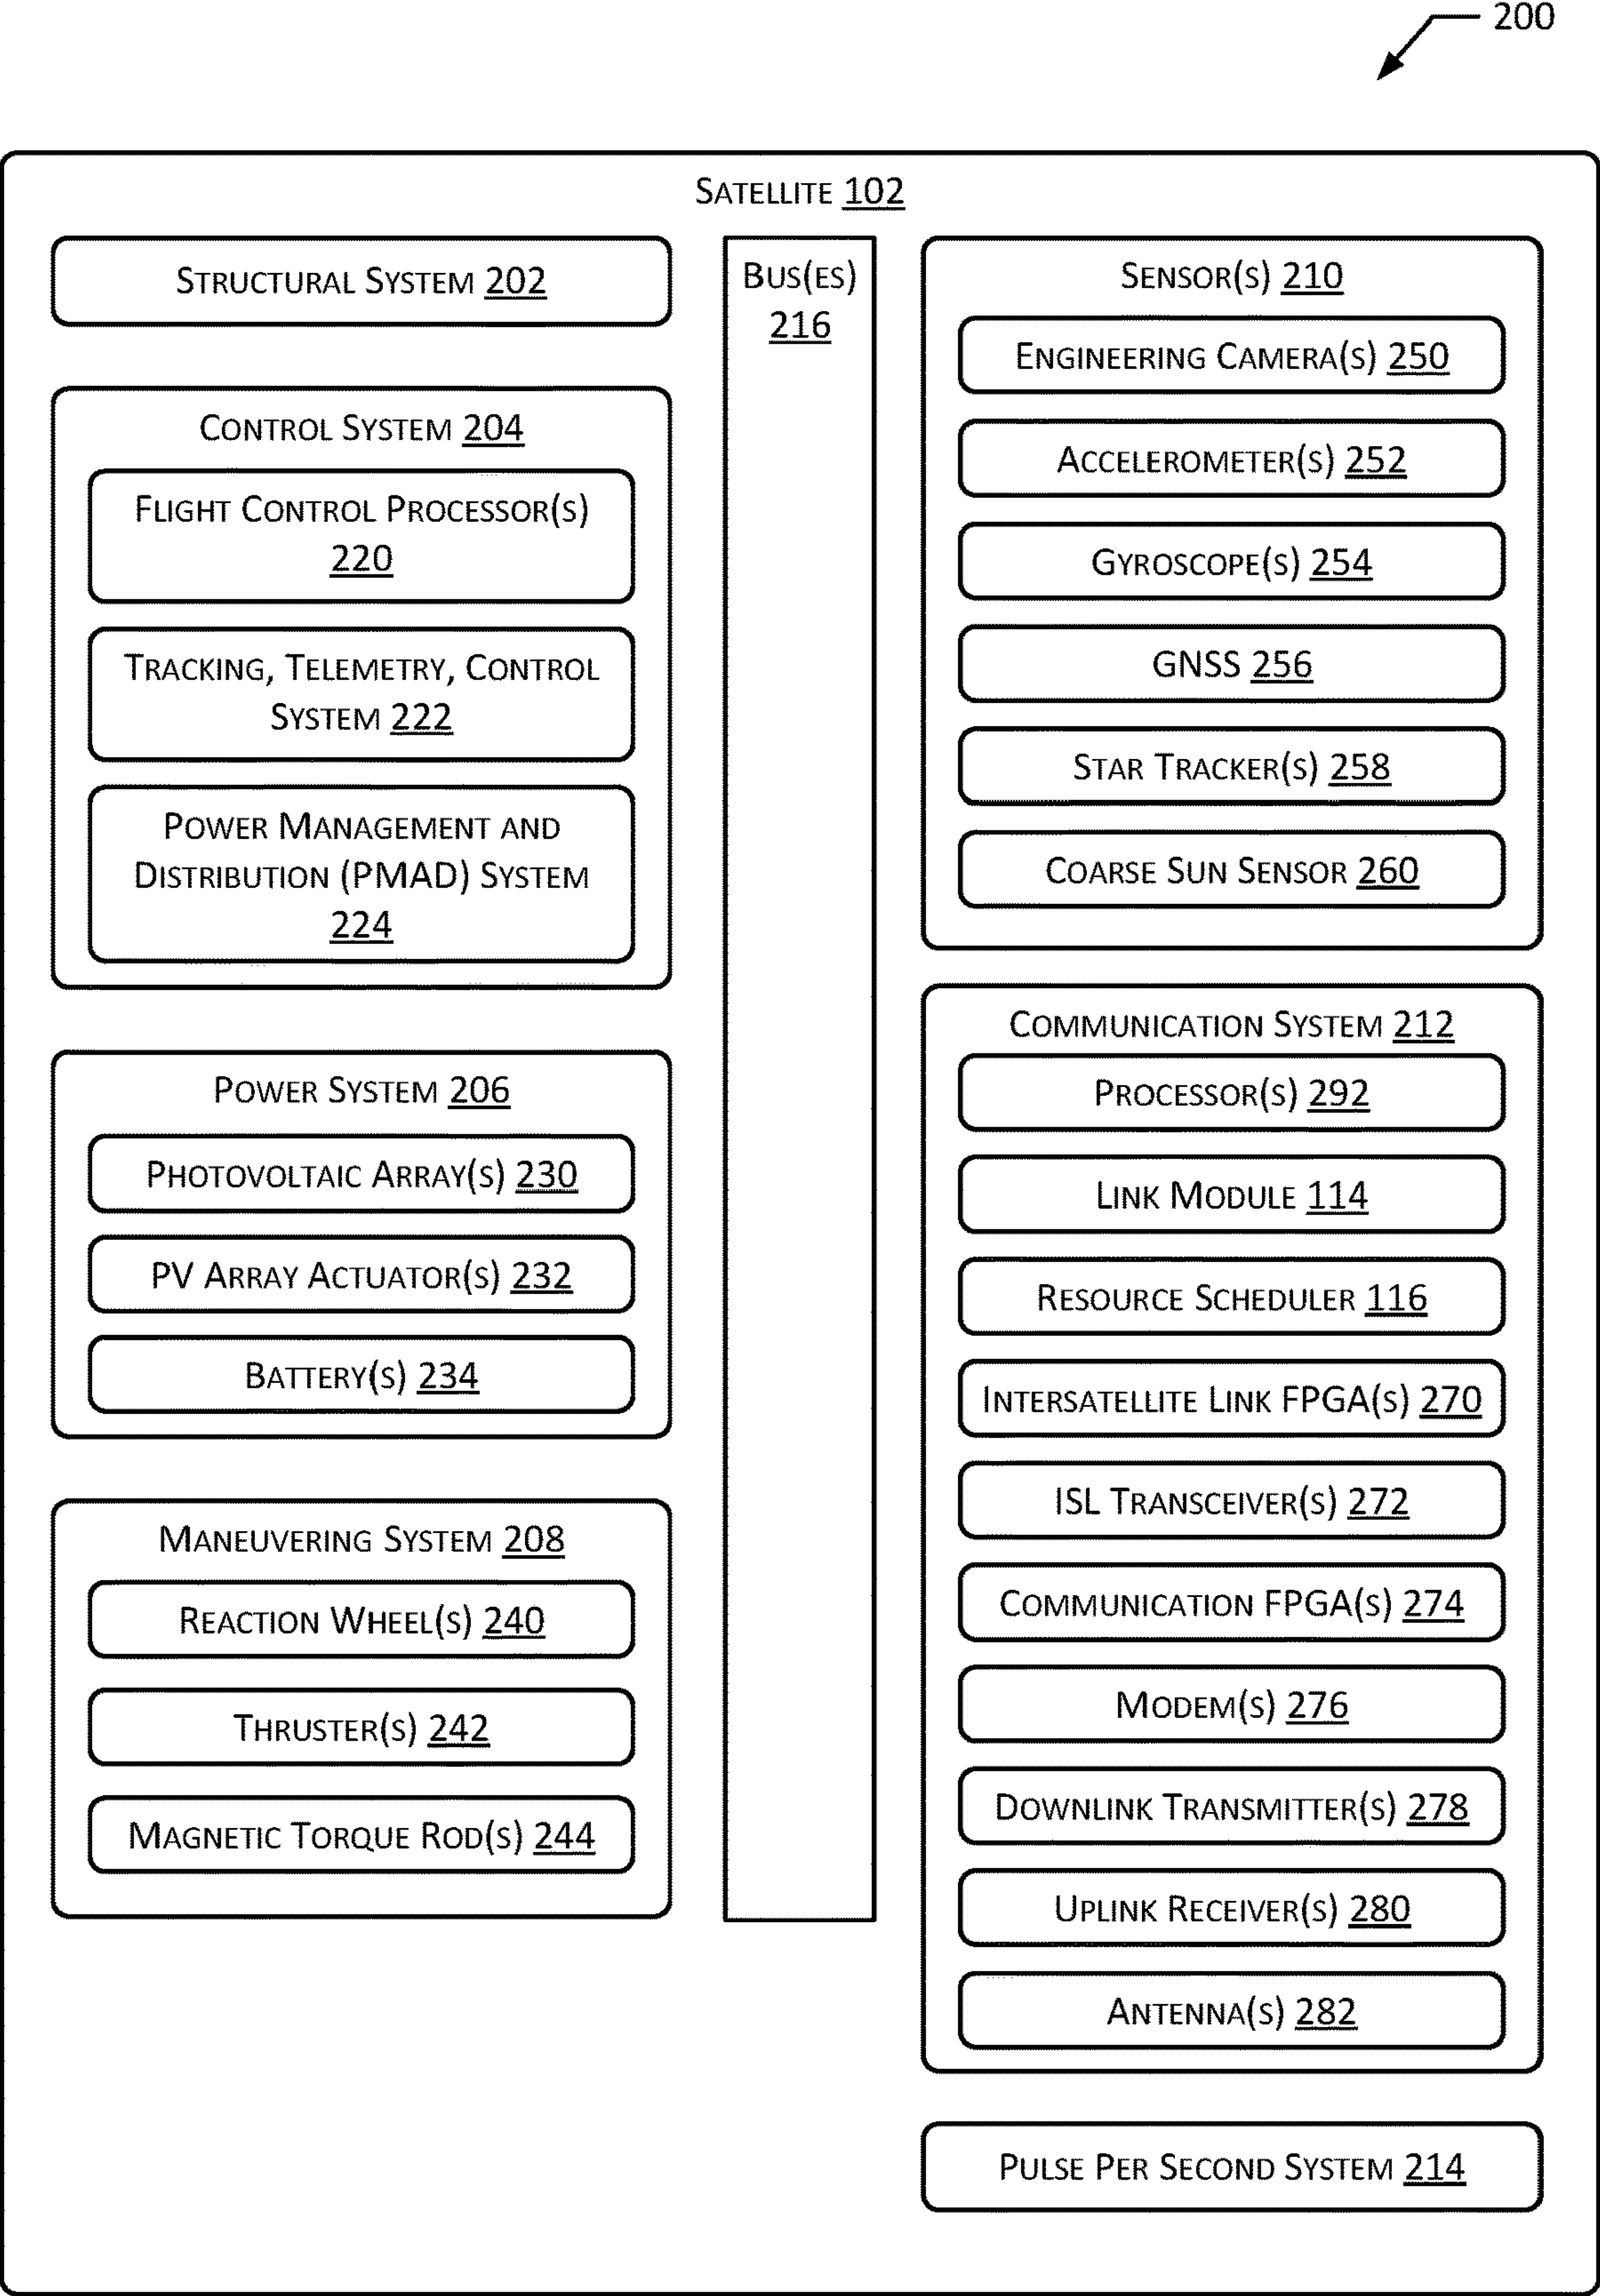 200
SATELLITE 102
STRUCTURAL SYSTEM 202
CONTROL SYSTEM 204
FLIGHT CONTROL PROCESSOR(S)
220
TRACKING, TELEMETRY, CONTROL
SYSTEM 222
POWER MANAGEMENT AND
DISTRIBUTION (PMAD) SYSTEM
224
POWER SYSTEM 206
PHOTOVOLTAIC ARRAY(S) 230
PV ARRAY ACTUATOR(S) 232
BATTERY(S) 234
MANEUVERING SYSTEM 208
REACTION WHEEL(S) 240
THRUSTER(S) 242
MAGNETIC TORQUE ROD(S) 244
BUS(ES)
216
SENSOR(S) 210
ENGINEERING CAMERA(S) 250
ACCELEROMETER(S) 252
GYROSCOPE(S) 254
GNSS 256
STAR TRACKER(S) 258
COARSE SUN SENSOR 260
COMMUNICATION SYSTEM 212
PROCESSOR(S) 292
LINK MODULE 114
RESOURCE SCHEDULER 116
INTERSATELLITE LINK FPGA(S) 270
ISL TRANSCEIVER(S) 272
COMMUNICATION FPGA(S) 274
MODEM(S) 276
DOWNLINK TRANSMITTER(S) 278
UPLINK RECEIVER(S) 280
ANTENNA(S) 282
PULSE PER SECOND SYSTEM 214